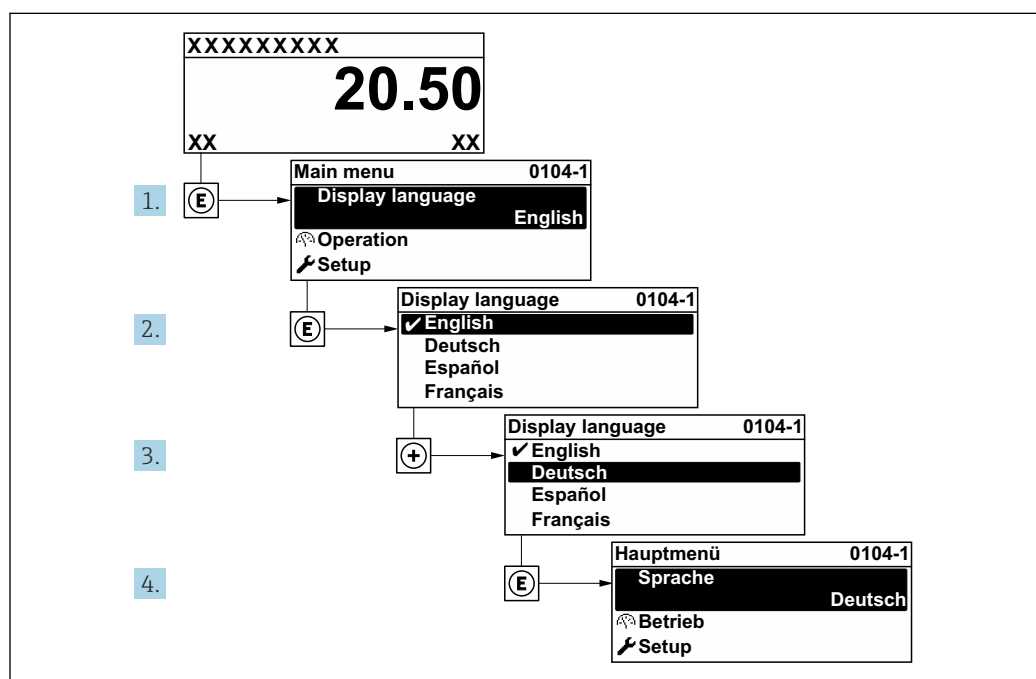 XXXXXXXXX
20.50
XX XX
1. E
Main menu 0104-1
Display language
English
Operation
Setup
2. E
Display language 0104-1
✔ English
Deutsch
Español
Français
3. +
Display language 0104-1
✔ English
Deutsch
Español
Français
4. E
Hauptmenü 0104-1
Sprache
Deutsch
Betrieb
Setup